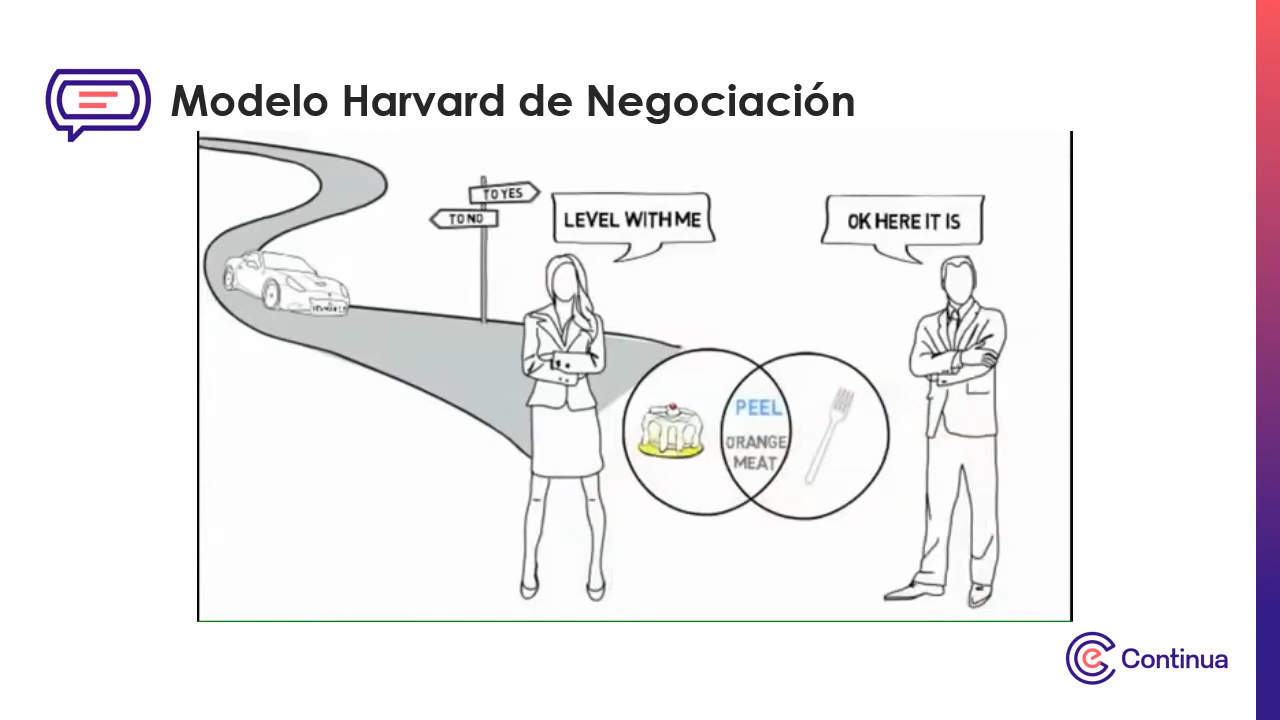 Modelo Harvard de Negociación
TO YES
TO NO
LEVEL WITH ME
OK HERE IT IS
PEEL
ORANGE
MEAT
Continua